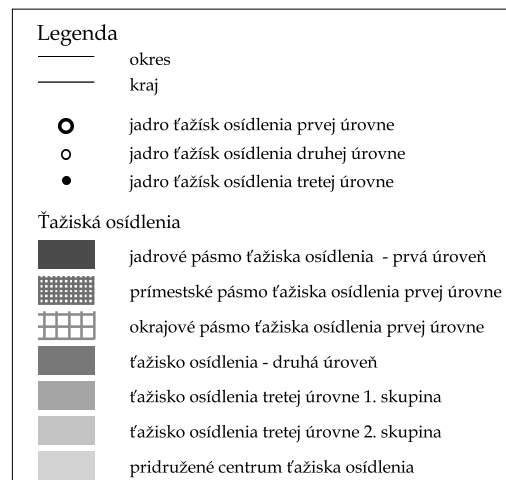 Legenda
okres
kraj
jadro ťažísk osídlenia prvej úrovne
jadro ťažísk osídlenia druhej úrovne
jadro ťažísk osídlenia tretej úrovne
Ťažiská osídlenia
jadrové pásmo ťažiska osídlenia - prvá úroveň
prímestské pásmo ťažiska osídlenia prvej úrovne
okrajové pásmo ťažiska osídlenia prvej úrovne
ťažisko osídlenia - druhá úroveň
ťažisko osídlenia tretej úrovne 1. skupina
ťažisko osídlenia tretej úrovne 2. skupina
pridružené centrum ťažiska osídlenia